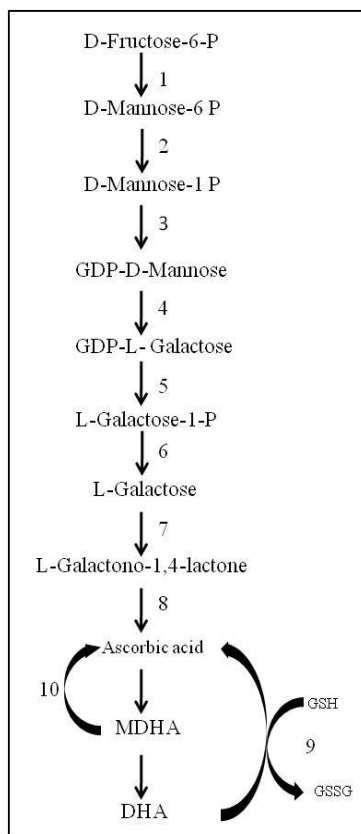 D-Fructose-6-P
1
D-Mannose-6 P
2
D-Mannose-1 P
3
GDP-D-Mannose
4
GDP-L- Galactose
5
L-Galactose-1-P
6
L-Galactose
7
L-Galactono-1,4-lactone
8
Ascorbic acid
10
GSH
MDHA
9
GSSG
DHA